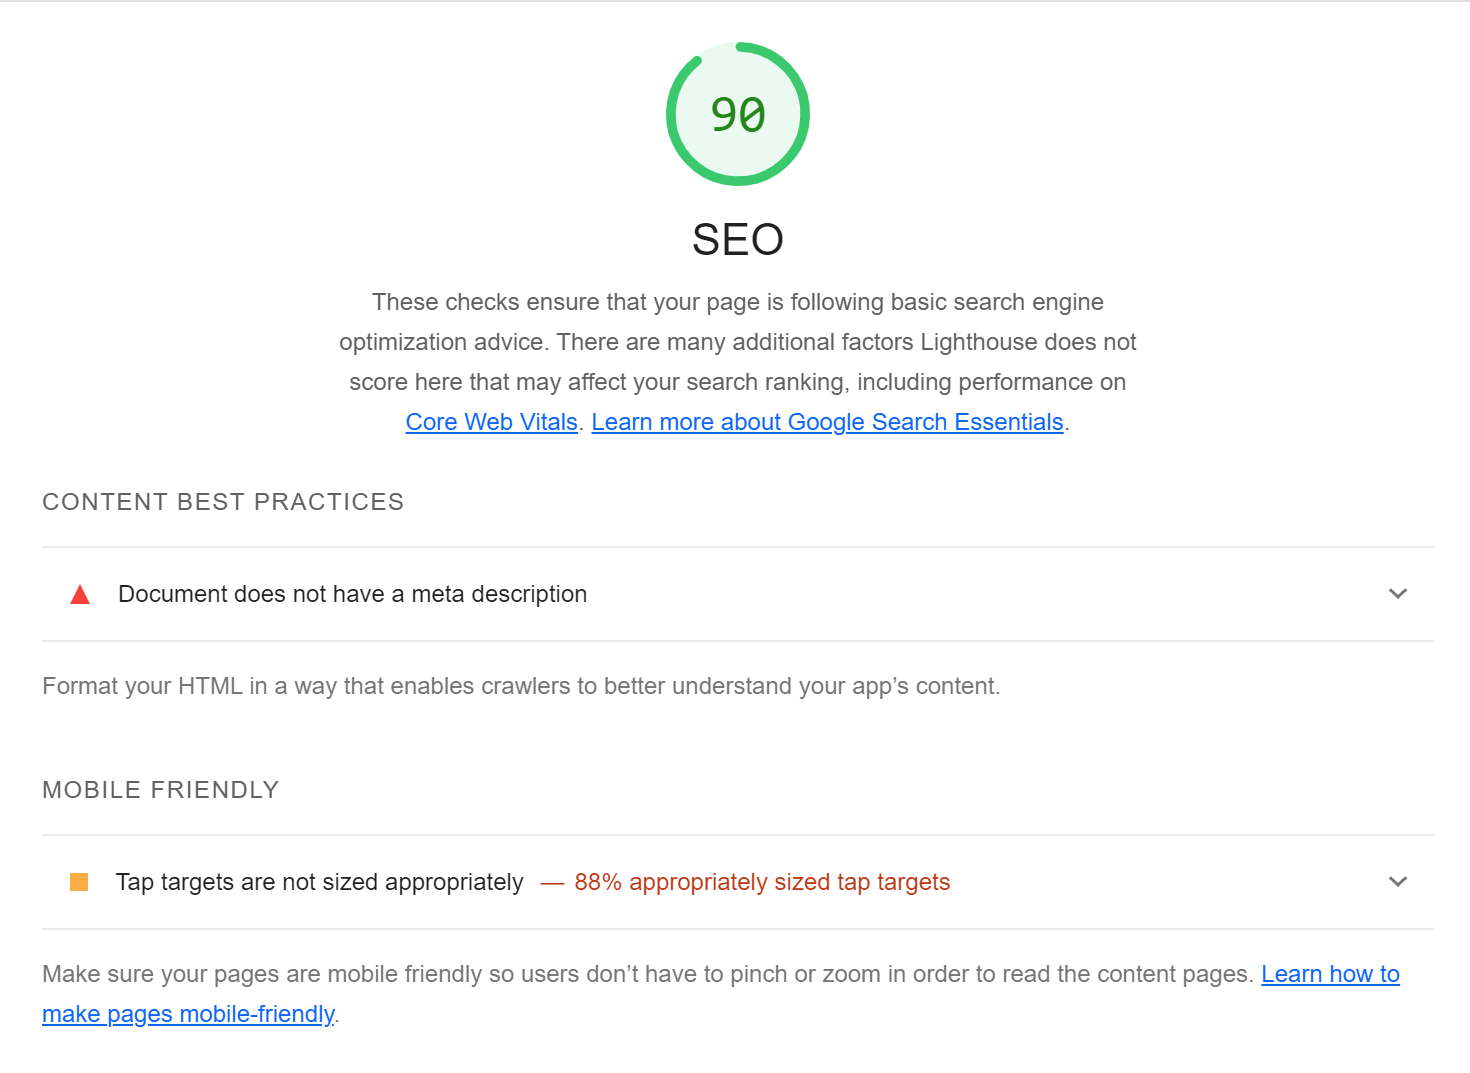 90
SEO
These checks ensure that your page is following basic search engine
optimization advice. There are many additional factors Lighthouse does not
score here that may affect your search ranking, including performance on
Core Web Vitals. Learn more about Google Search Essentials.
CONTENT BEST PRACTICES
Document does not have a meta description
Format your HTML in a way that enables crawlers to better understand your app’s content.
MOBILE FRIENDLY
Tap targets are not sized appropriately — 88% appropriately sized tap targets
Make sure your pages are mobile friendly so users don’t have to pinch or zoom in order to read the content pages. Learn how to
make pages mobile-friendly.